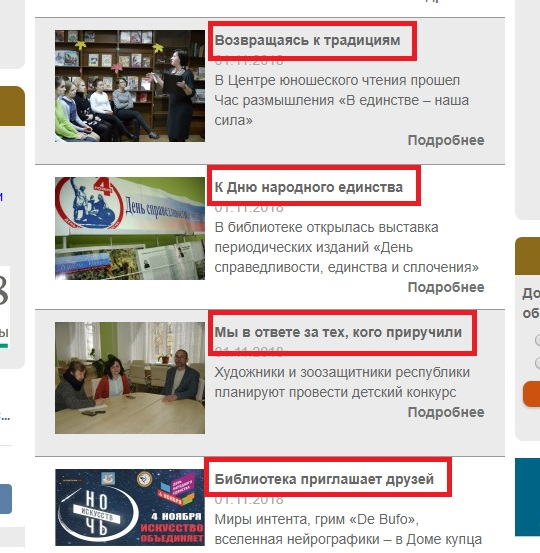 Возвращаясь к традициям
01.11.2018
В Центре юношеского чтения прошел
Час размышления «В единстве – наша
сила»
Подробнее
К Дню народного единства
01.11.2018
4 НОЯБРЯ
День справедливости
В библиотеке открылась выставка
периодических изданий «День
справедливости, единства и сплочения»
Подробнее
Мы в ответе за тех, кого приручили
01.11.2018
Художники и зоозащитники республики
планируют провести детский конкурс
Подробнее
Библиотека приглашает друзей
01.11.2018
НОЧЬ
ИСКУССТВ
4 НОЯБРЯ
ИСКУССТВО
ОБЪЕДИНЯЕТ
Миры интента, грим «De Bufo»,
вселенная нейрографики – в Доме купца
До
об